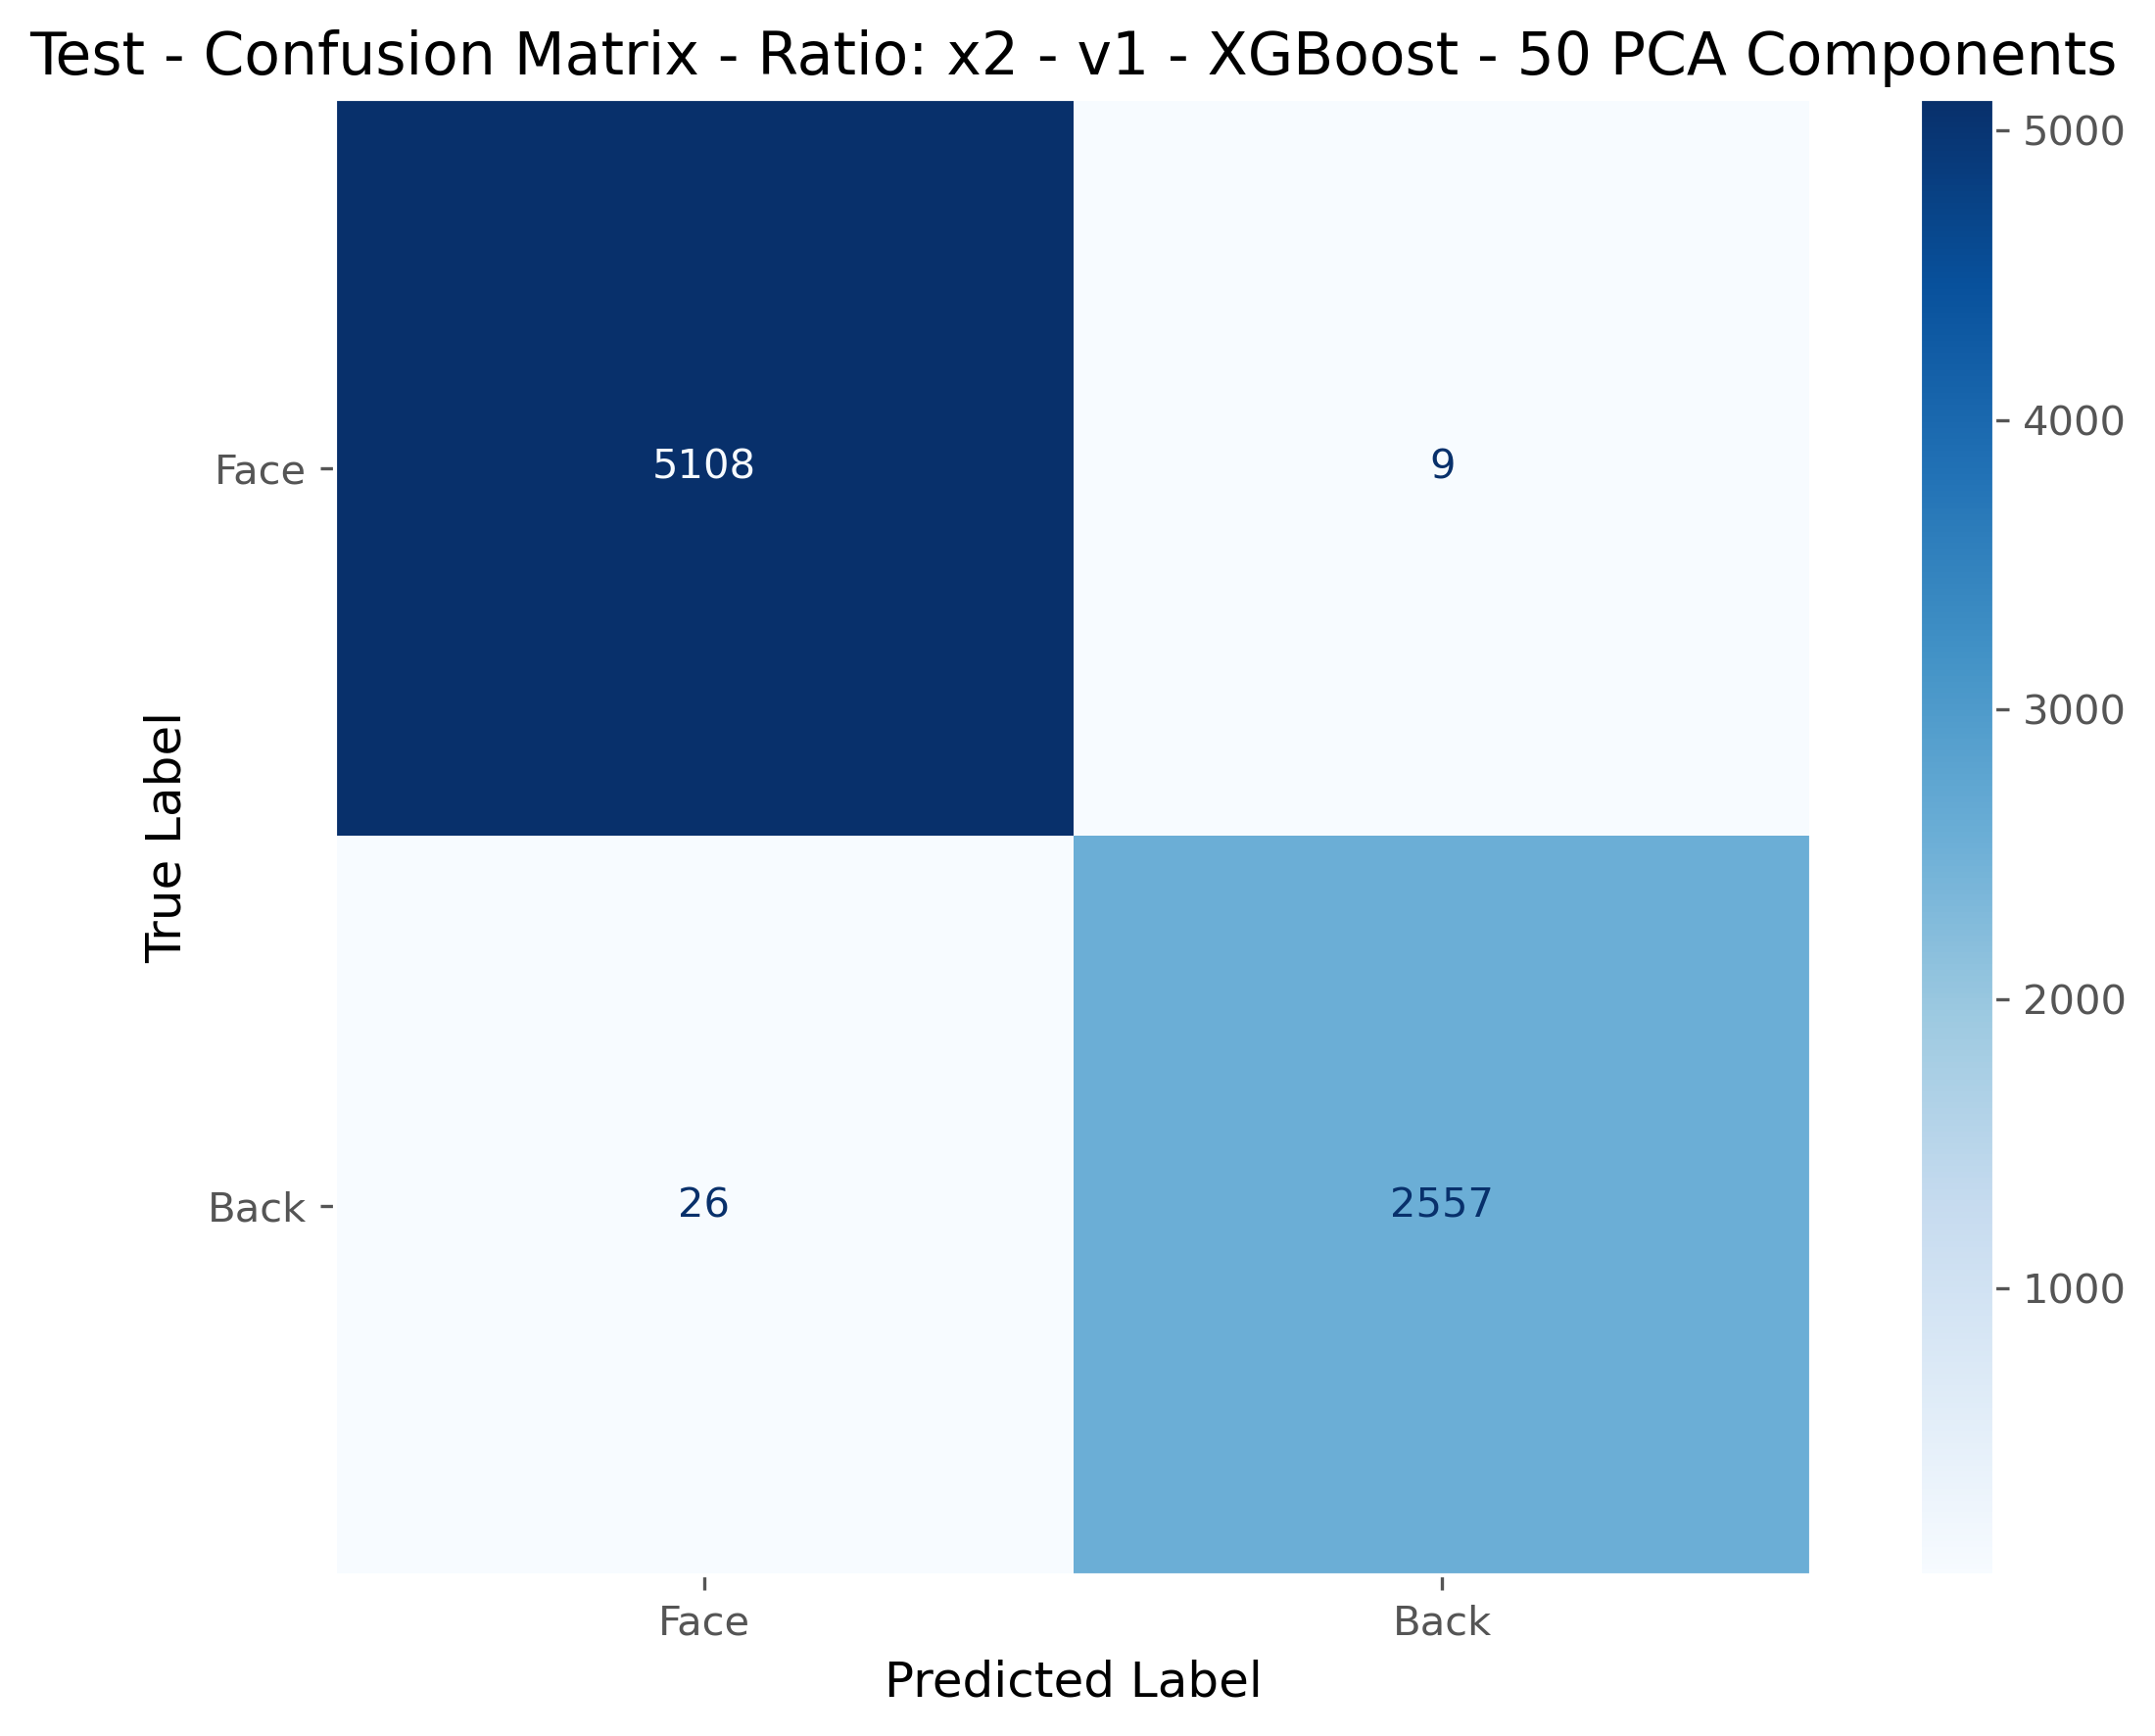 Test - Confusion Matrix - Ratio: x2 - v1 - XGBoost - 50 PCA Components
True Label
Face
5108
9
Back
26
2557
Face
Back
Predicted Label
5000
4000
3000
2000
1000